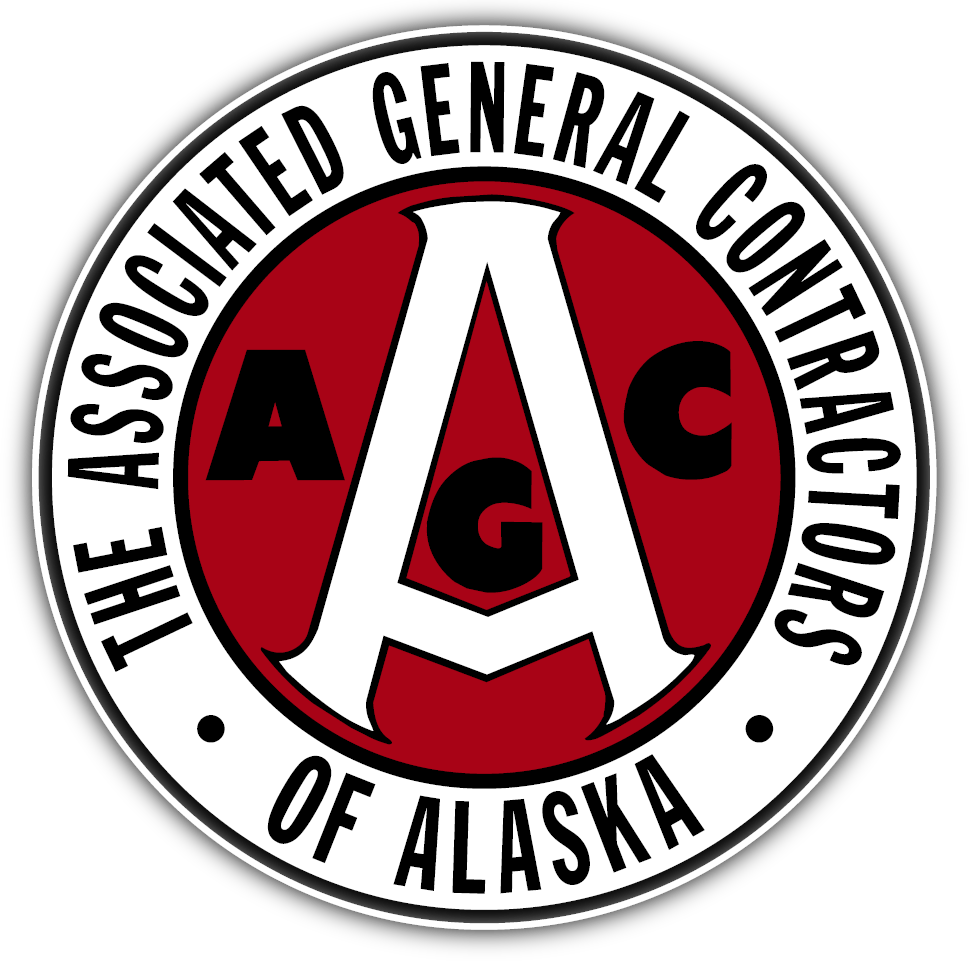 THE ASSOCIATED GENERAL CONTRACTORS
A
A G C
OF ALASKA